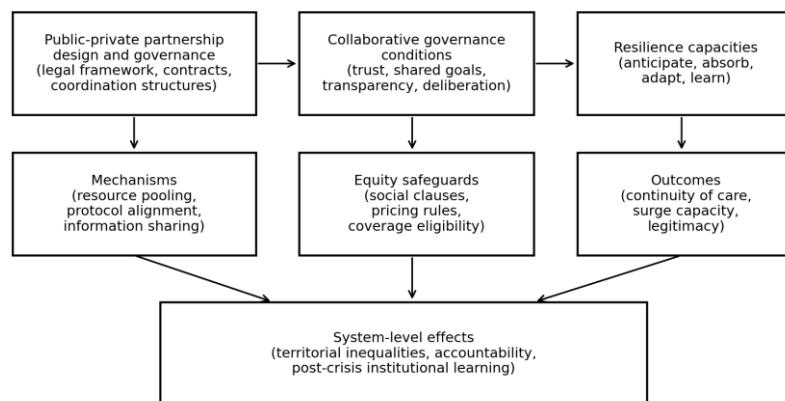 Public-private partnership
design and governance
(legal framework, contracts,
coordination structures)
Collaborative governance
conditions
(trust, shared goals,
transparency, deliberation)
Resilience capacities
(anticipate, absorb,
adapt, learn)
Mechanisms
(resource pooling,
protocol alignment,
information sharing)
Equity safeguards
(social clauses,
pricing rules,
coverage eligibility)
Outcomes
(continuity of care,
surge capacity,
legitimacy)
System-level effects
(territorial inequalities, accountability,
post-crisis institutional learning)